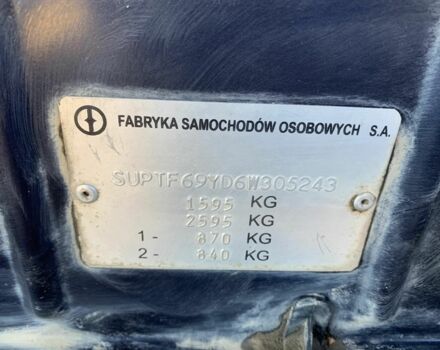 FABRYKA SAMOCHODÓW OSOBOWYCH S.A.
SUPTF69YD6W305243
1595 KG
2595 KG
1- 870 KG
2- 840 KG